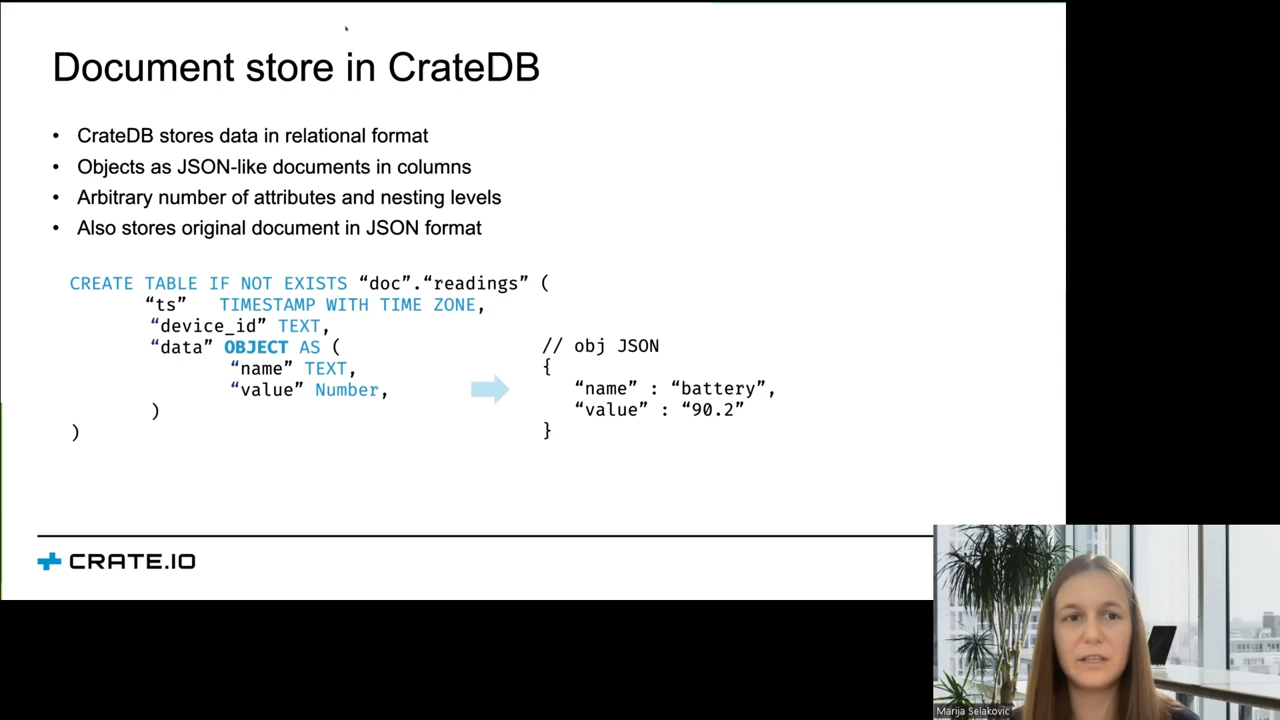 Document store in CrateDB
• CrateDB stores data in relational format
• Objects as JSON-like documents in columns
• Arbitrary number of attributes and nesting levels
• Also stores original document in JSON format
CREATE TABLE IF NOT EXISTS “doc”.“readings” (
“ts” TIMESTAMP WITH TIME ZONE,
“device_id” TEXT,
“data” OBJECT AS (
“name” TEXT,
“value” Number,
)
)
// obj JSON
{
“name” : “battery”,
“value” : “90.2”
}
CRATE.IO
Marija Selakovic